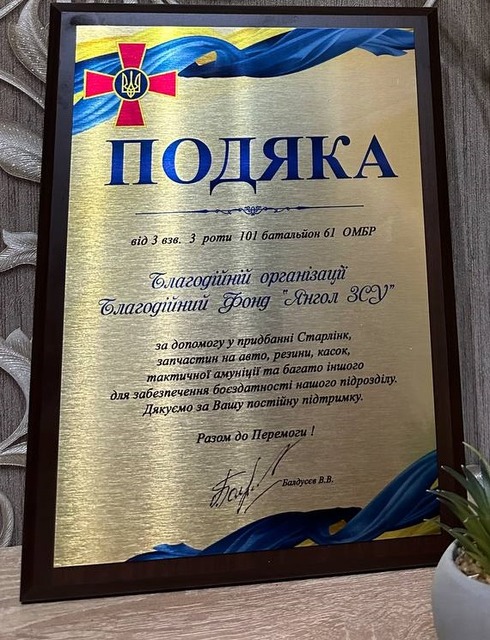 ПОДЯКА
від 3 взв. 3 роти 101 батальйон 61 ОМБР
Благодійній організації
Благодійний Фонд "Янгол ЗСУ"
за допомогу у придбанні Старлінк,
запчастин на авто, резини, касок,
тактичної амуніції та багато іншого
для забезпечення боєздатності нашого підрозділу.
Дякуємо за Вашу постійну підтримку.
Разом до Перемоги !
Балдусєв В.В.